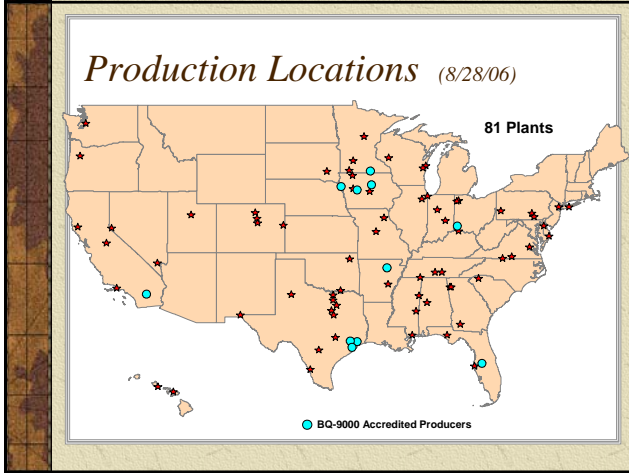 Production Locations (8/28/06)
81 Plants
BQ-9000 Accredited Producers